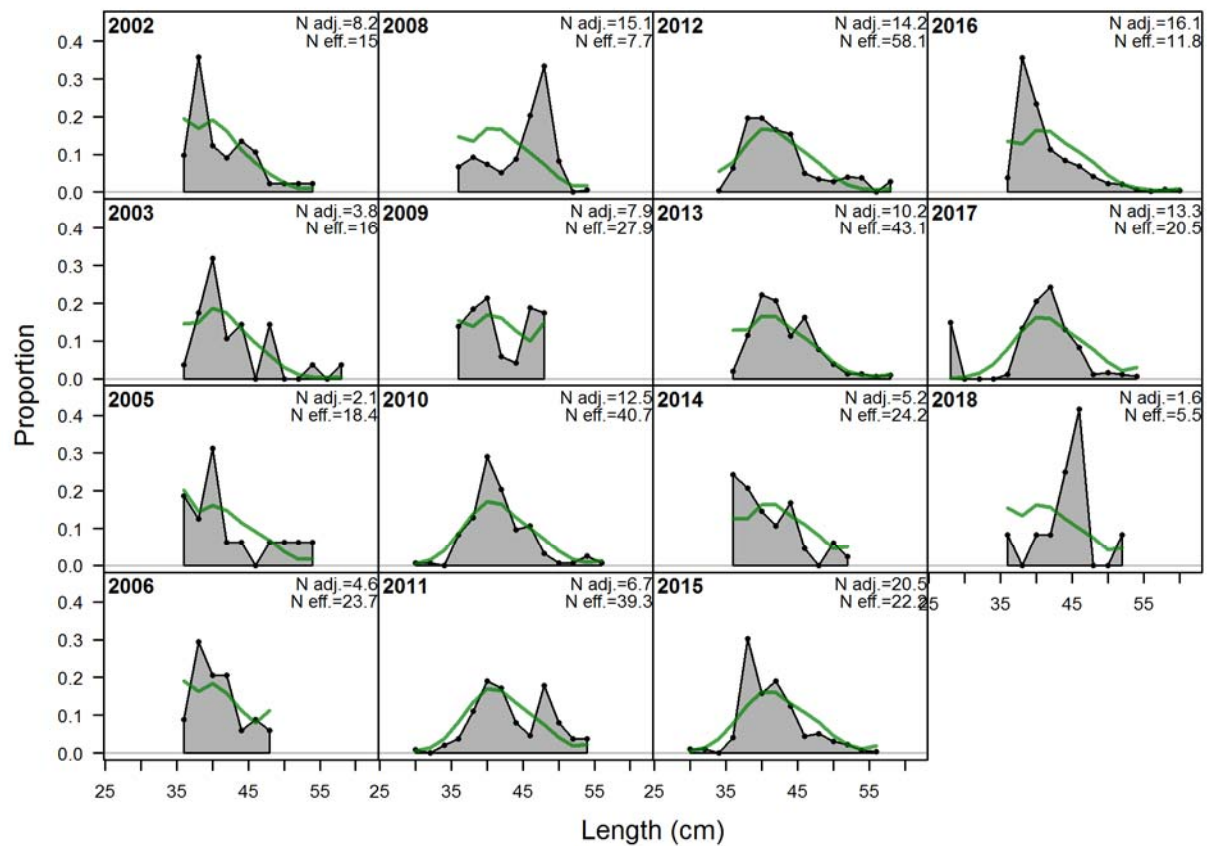 2002 N adj.=8.2
N eff.=15
2008 N adj.=15.1
N eff.=7.7
2012 N adj.=14.2
N eff.=58.1
2016 N adj.=16.1
N eff.=11.8
0.4
0.3
0.2
0.1
0.0
2003 N adj.=3.8
N eff.=16
2009 N adj.=7.9
N eff.=27.9
2013 N adj.=10.2
N eff.=43.1
2017 N adj.=13.3
N eff.=20.5
0.4
0.3
0.2
0.1
0.0
2005 N adj.=2.1
N eff.=18.4
2010 N adj.=12.5
N eff.=40.7
2014 N adj.=5.2
N eff.=24.2
2018 N adj.=1.6
N eff.=5.5
0.4
0.3
0.2
0.1
0.0
2006 N adj.=4.6
N eff.=23.7
2011 N adj.=6.7
N eff.=39.3
2015 N adj.=20.5
N eff.=22.2
25 35 45 55
0.4
0.3
0.2
0.1
0.0
25 35 45 55 25 35 45 55 25 35 45 55
Proportion
Length (cm)